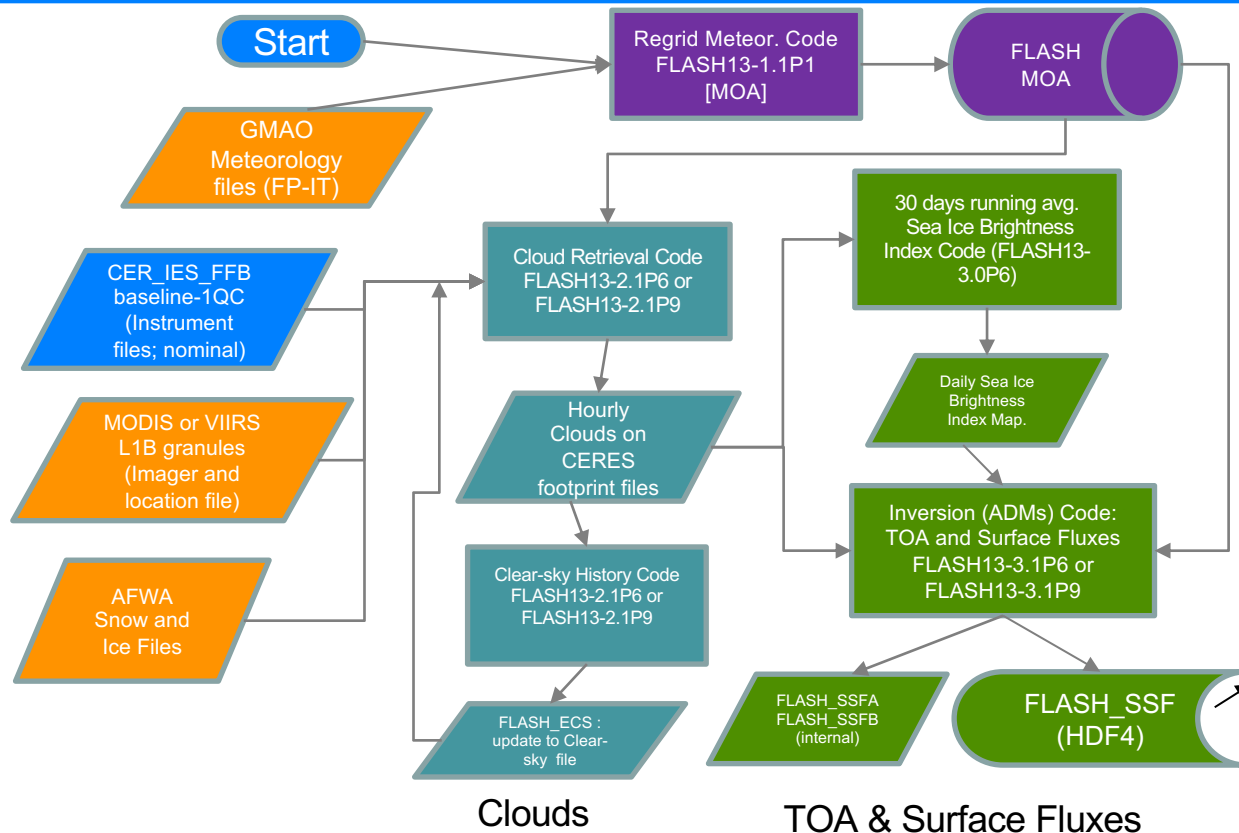 Start
Regrid Meteor. Code
FLASH13-1.1P1
[MOA]
FLASH
MOA
GMAO
Meteorology
files (FP-IT)
30 days running avg.
Sea Ice Brightness
Index Code (FLASH13-
3.0P6)
Cloud Retrieval Code
FLASH13-2.1P6 or
FLASH13-2.1P9
CER_IES_FFB
baseline-1QC
(Instrument
files; nominal)
Daily Sea Ice
Brightness
Index Map.
MODIS or VIIRS
L1B granules
(Imager and
location file)
Hourly
Clouds on
CERES
footprint files
Inversion (ADMs) Code:
TOA and Surface Fluxes
FLASH13-3.1P6 or
FLASH13-3.1P9
Clear-sky History Code
FLASH13-2.1P6 or
FLASH13-2.1P9
AFWA
Snow and
Ice Files
FLASH_ECS :
update to Clear-
sky file
FLASH_SSFA
FLASH_SSFB
(internal)
FLASH_SSF
(HDF4)
Clouds
TOA & Surface Fluxes